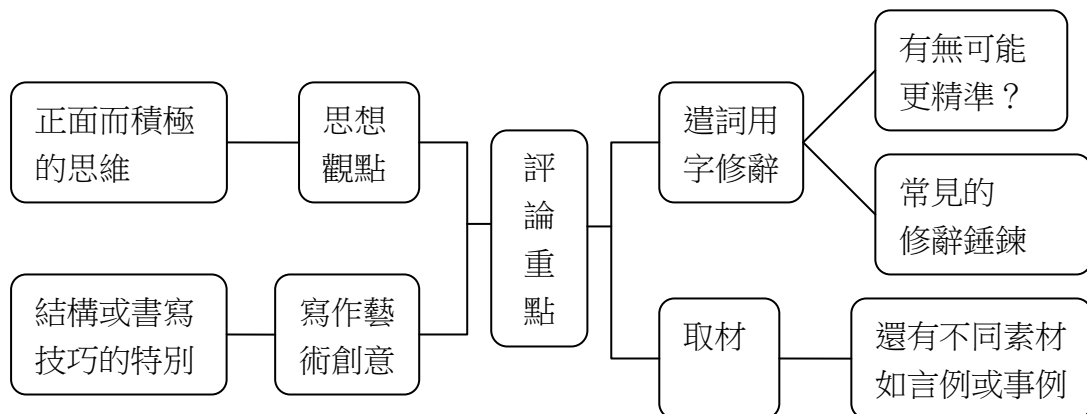 正面而積極
的思維
思想
觀點
結構或書寫
技巧的特別
寫作藝
術創意
評
論
重
點
遣詞用
字修辭
有無可能
更精準？
常見的
修辭錘鍊
取材
還有不同素材
如言例或事例